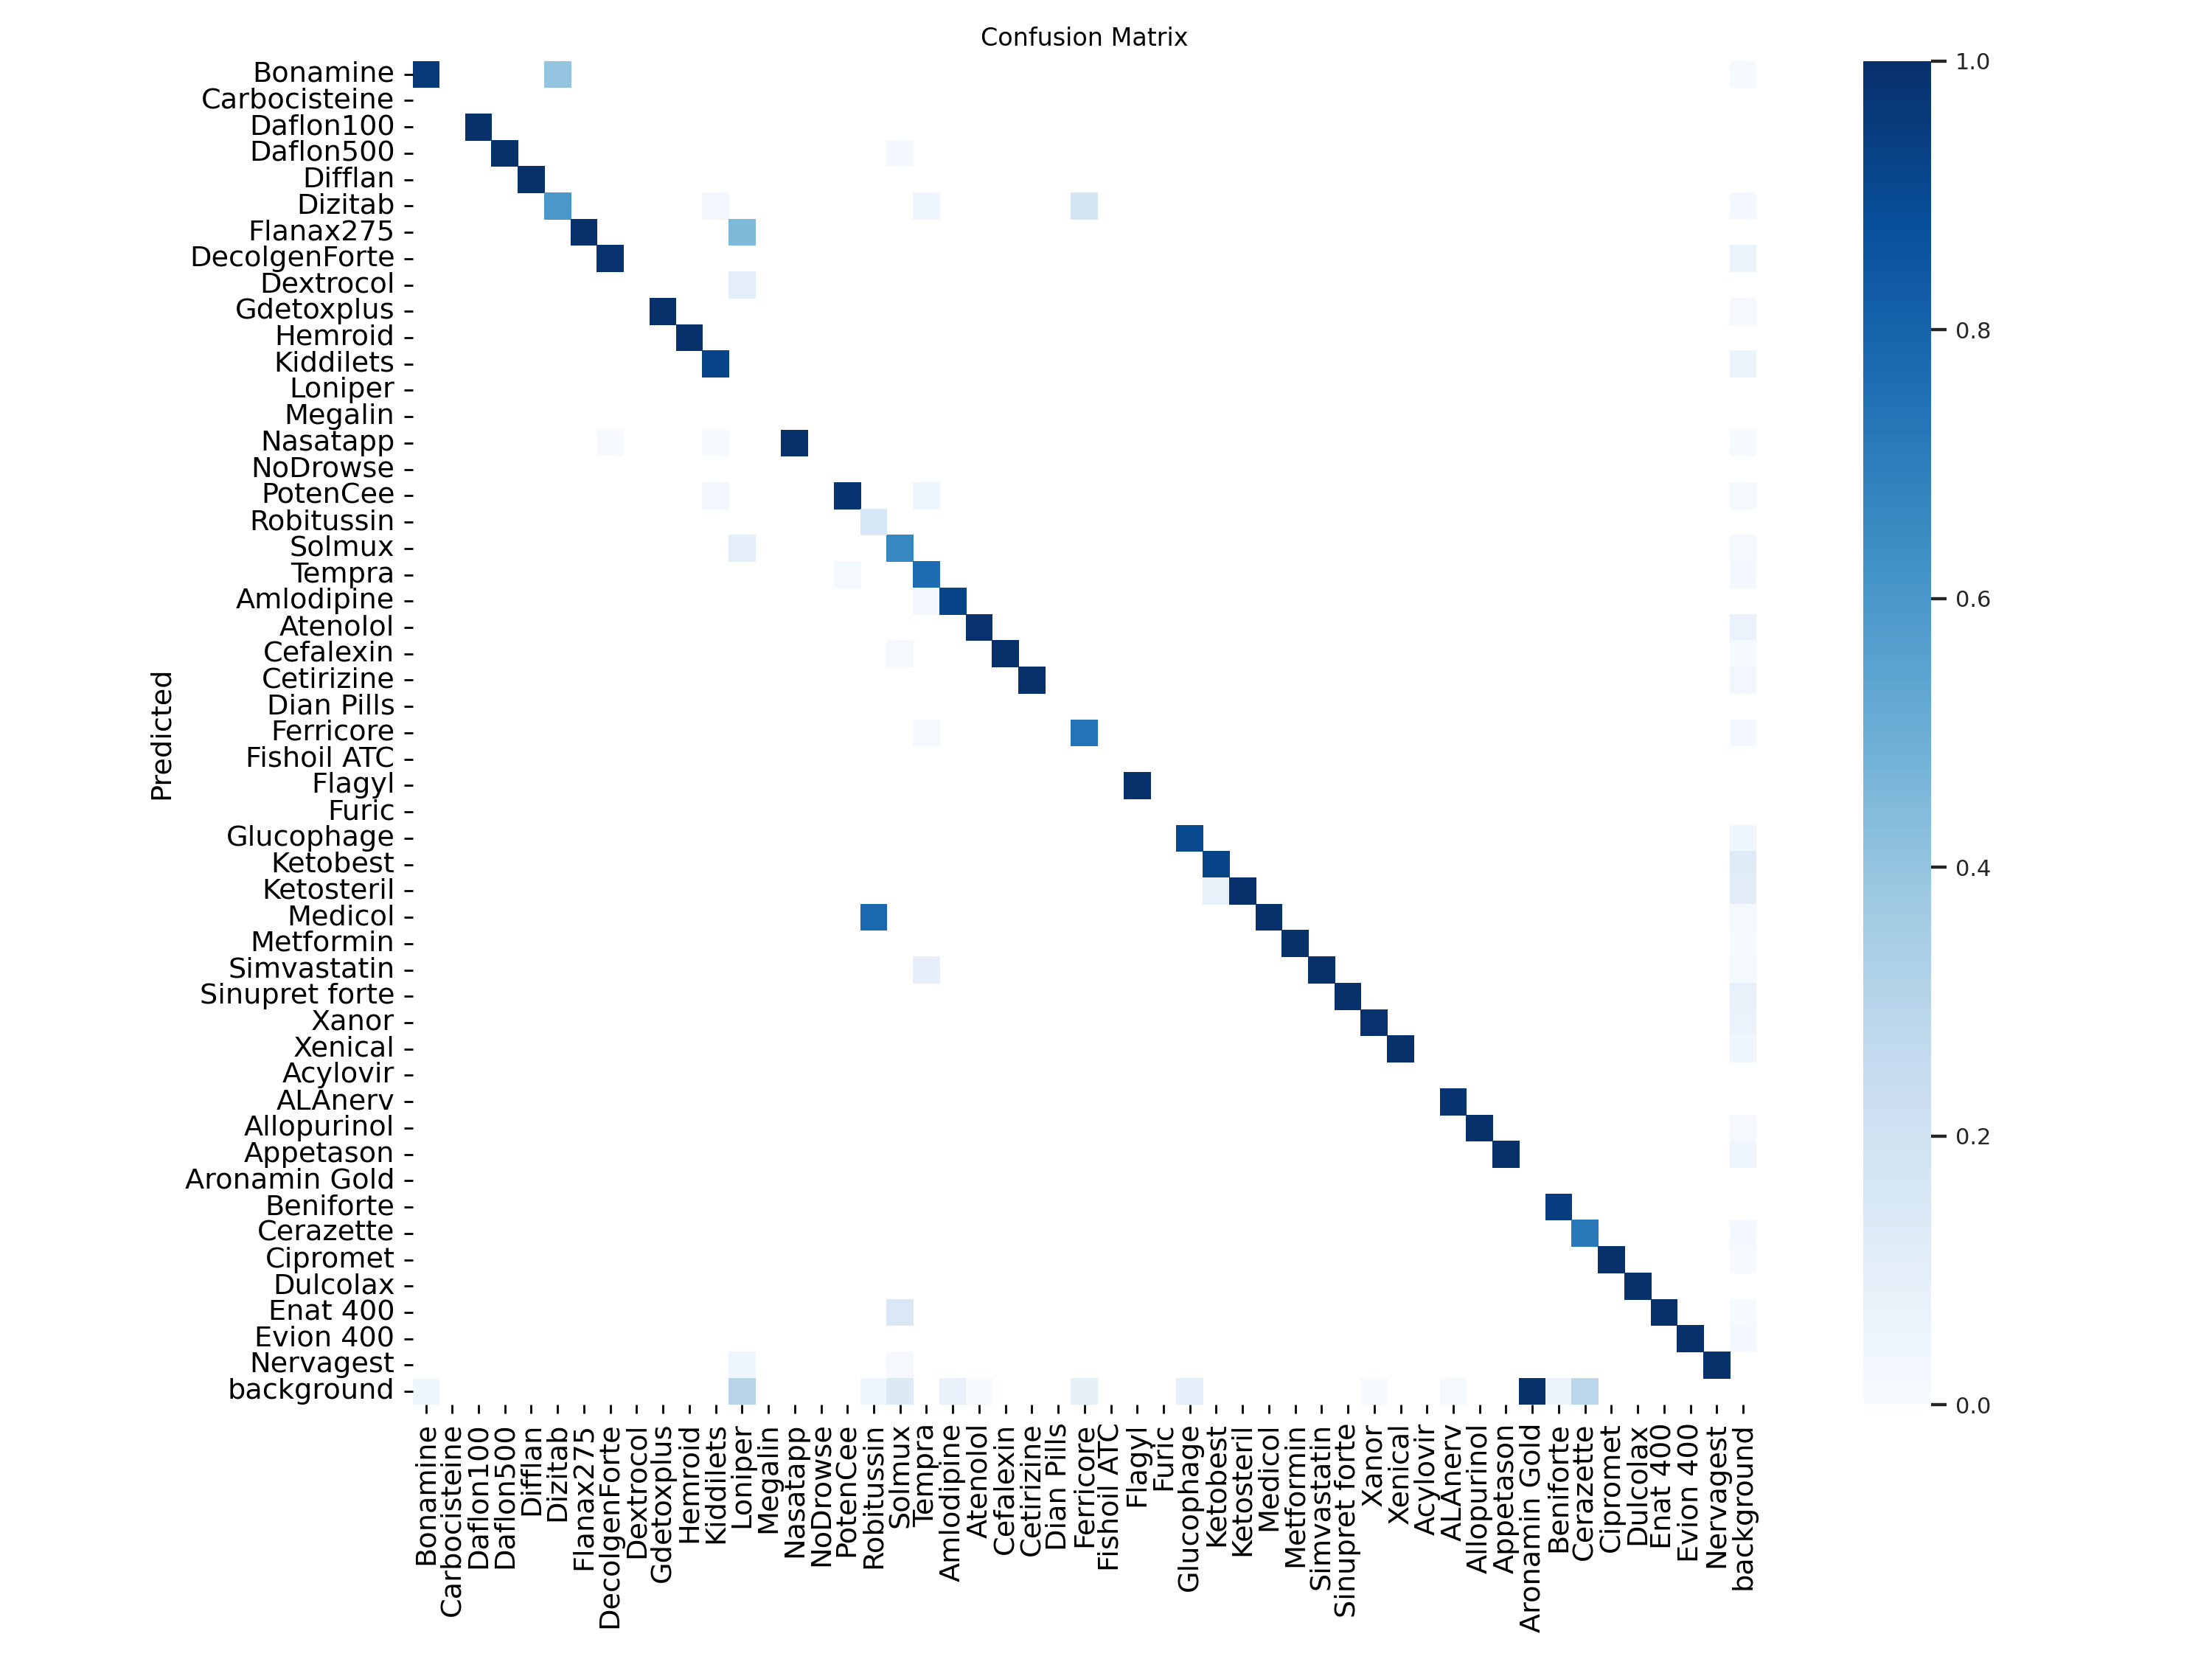 Confusion Matrix
Predicted
Bonamine
Carbocisteine
Daflon100
Daflon500
Difflan
Dizitab
Flanax275
DecolgenForte
Dextrocol
Gdetoxplus
Hemroid
Kiddilets
Loniper
Megalin
Nasatapp
NoDrowse
PotenCee
Robitussin
Solmux
Tempra
Amlodipine
Atenolol
Cefalexin
Cetirizine
Dian Pills
Ferricore
Fishoil ATC
Flagyl
Furic
Glucophage
Ketobest
Ketosteril
Medicol
Metformin
Simvastatin
Sinupret forte
Xanor
Xenical
Acylovir
ALAnerv
Allopurinol
Appetason
Aronamin Gold
Beniforte
Cerazette
Cipromet
Dulcolax
Enat 400
Evion 400
Nervagest
background
Bonamine
Carbocisteine
Daflon100
Daflon500
Difflan
Dizitab
Flanax275
DecolgenForte
Dextrocol
Gdetoxplus
Hemroid
Kiddilets
Loniper
Megalin
Nasatapp
NoDrowse
PotenCee
Robitussin
Solmux
Tempra
Amlodipine
Atenolol
Cefalexin
Cetirizine
Dian Pills
Ferricore
Fishoil ATC
Flagyl
Furic
Glucophage
Ketobest
Ketosteril
Medicol
Metformin
Simvastatin
Sinupret forte
Xanor
Xenical
Acylovir
ALAnerv
Allopurinol
Appetason
Aronamin Gold
Beniforte
Cerazette
Cipromet
Dulcolax
Enat 400
Evion 400
Nervagest
background
1.0
0.8
0.6
0.4
0.2
0.0